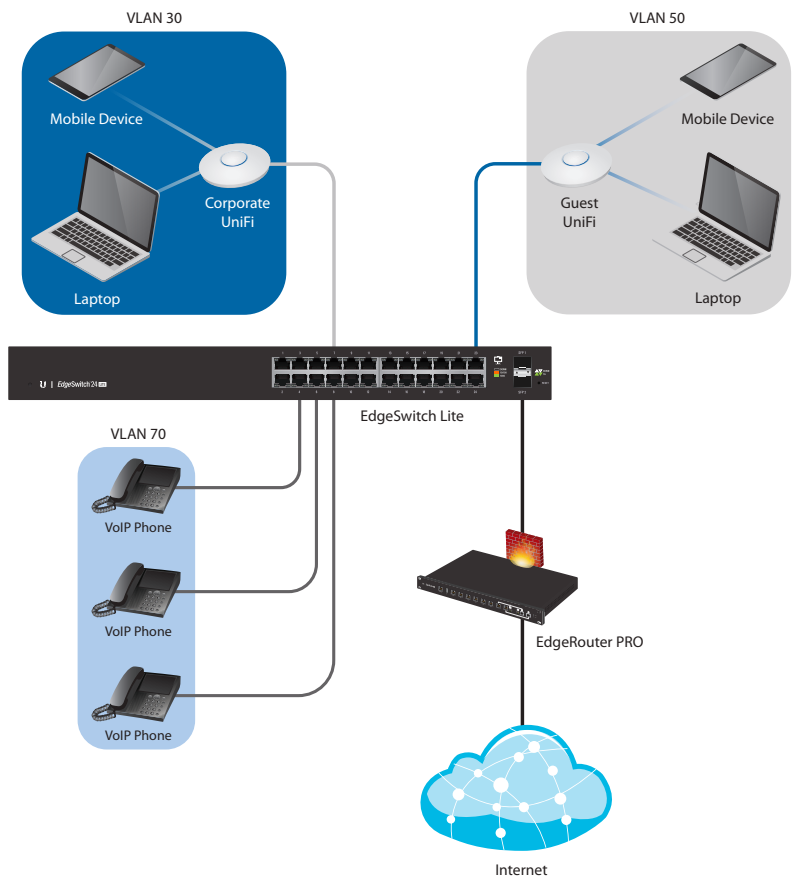 VLAN 30
VLAN 50
Mobile Device
Mobile Device
Corporate
UniFi
Guest
UniFi
Laptop
Laptop
EdgeSwitch 24
EdgeSwitch Lite
VLAN 70
VoIP Phone
VoIP Phone
VoIP Phone
EdgeRouter PRO
Internet